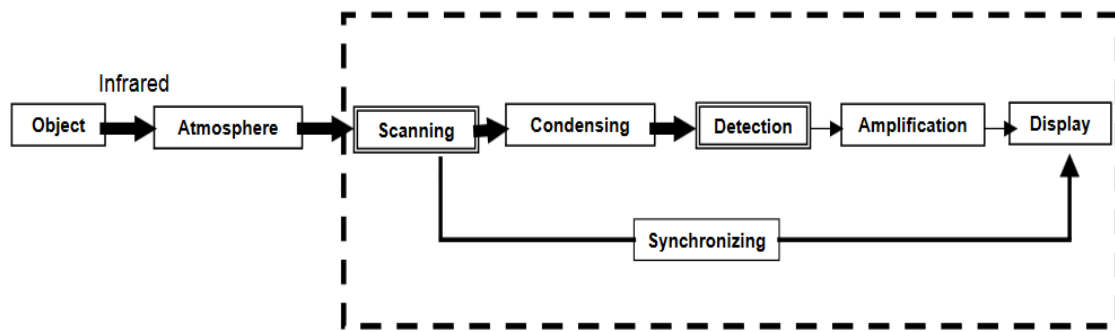 Infrared
Object
Atmosphere
Scanning
Condensing
Detection
Amplification
Display
Synchronizing